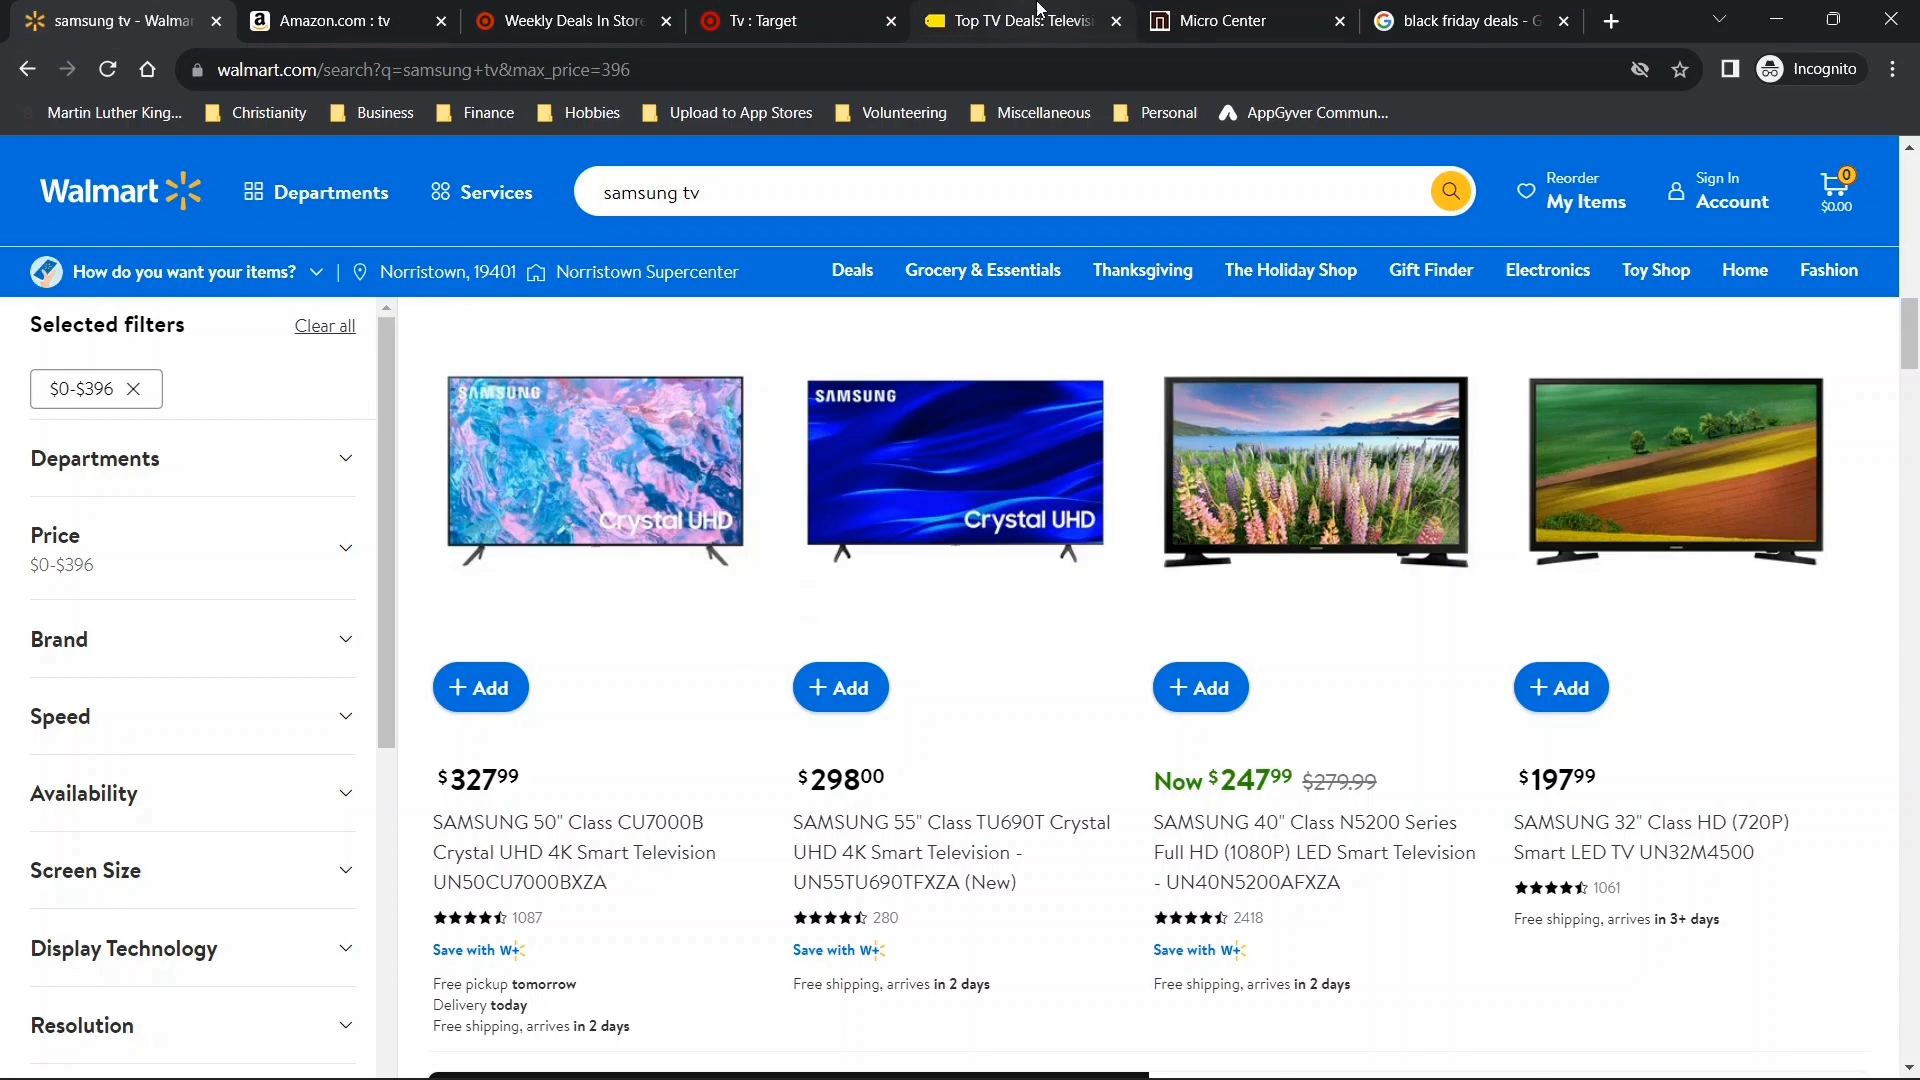 samsung tv - Walmar
Amazon.com : tv
Weekly Deals In Store
Tv : Target
Top TV Deals: Televisi
Micro Center
black friday deals - G
walmart.com/search?q=samsung+tv&max_price=396
Incognito
Martin Luther King...
Christianity
Business
Finance
Hobbies
Upload to App Stores
Volunteering
Miscellaneous
Personal
AppGyver Commun...
Walmart
Departments
Services
samsung tv
Reorder
My Items
Sign In
Account
0
$0.00
How do you want your items?
Norristown, 19401
Norristown Supercenter
Deals
Grocery & Essentials
Thanksgiving
The Holiday Shop
Gift Finder
Electronics
Toy Shop
Home
Fashion
Selected filters
Clear all
$0-$396
Departments
Price
$0-$396
Brand
Speed
Availability
Screen Size
Display Technology
Resolution
SAMSUNG
Crystal UHD
+ Add
$327.99
SAMSUNG 50" Class CU7000B
Crystal UHD 4K Smart Television
UN50CU7000BXZA
1087
Save with W+
Free pickup tomorrow
Delivery today
Free shipping, arrives in 2 days
SAMSUNG
Crystal UHD
+ Add
$298.00
SAMSUNG 55" Class TU690T Crystal
UHD 4K Smart Television -
UN55TU690TFXZA (New)
280
Save with W+
Free shipping, arrives in 2 days
+ Add
Now $247.99 $279.99
SAMSUNG 40" Class N5200 Series
Full HD (1080P) LED Smart Television
- UN40N5200AFXZA
2418
Save with W+
Free shipping, arrives in 2 days
+ Add
$197.99
SAMSUNG 32" Class HD (720P)
Smart LED TV UN32M4500
1061
Free shipping, arrives in 3+ days